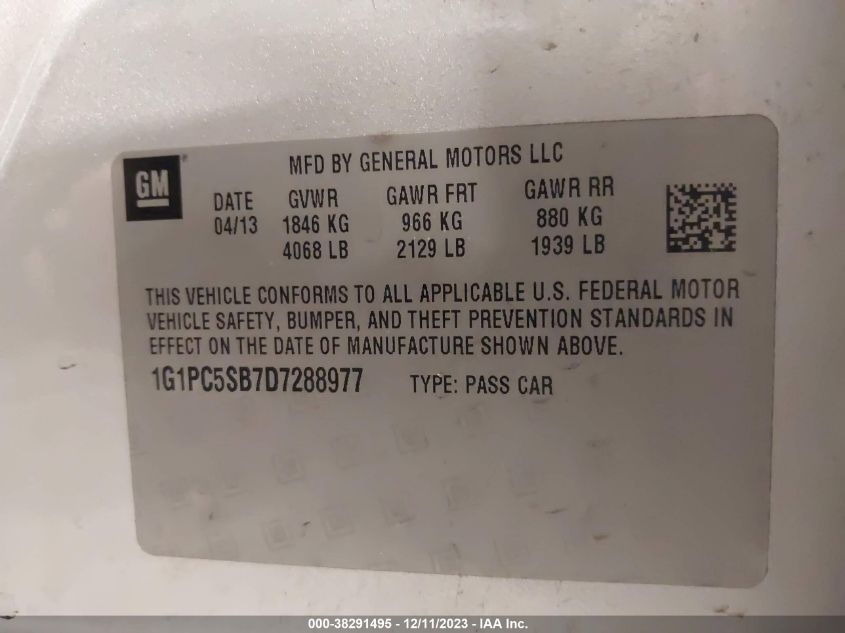 GM
MFD BY GENERAL MOTORS LLC
DATE GVWR GAWR FRT GAWR RR
04/13 1846 KG 966 KG 880 KG
4068 LB 2129 LB 1939 LB
THIS VEHICLE CONFORMS TO ALL APPLICABLE U.S. FEDERAL MOTOR
VEHICLE SAFETY, BUMPER, AND THEFT PREVENTION STANDARDS IN
EFFECT ON THE DATE OF MANUFACTURE SHOWN ABOVE.
1G1PC5SB7D7288977 TYPE: PASS CAR
000-38291495 - 12/11/2023 - IAA Inc.